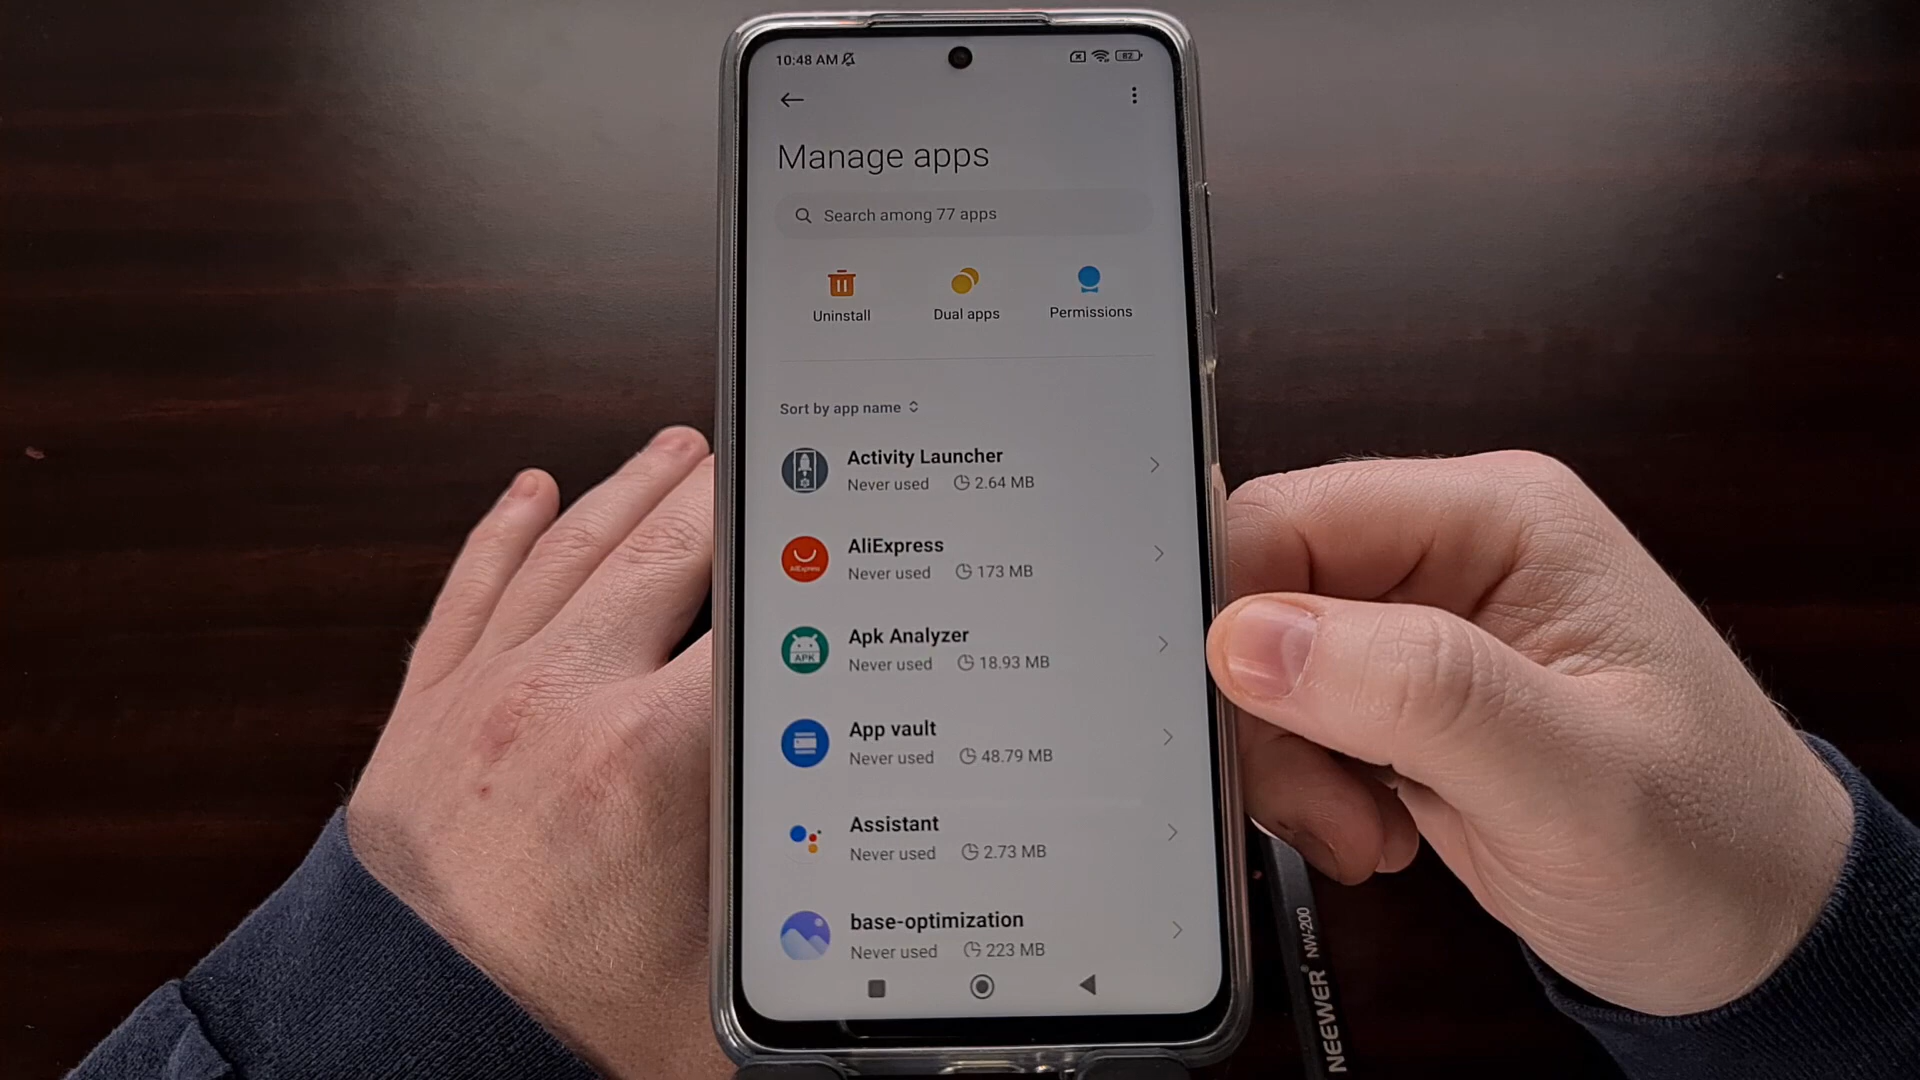 10:48 AM
82
Manage apps
Search among 77 apps
Uninstall
Dual apps
Permissions
Sort by app name
Activity Launcher
Never used 2.64 MB
AliExpress
AliExpress
Never used 173 MB
Apk Analyzer
APK
Never used 18.93 MB
App vault
Never used 48.79 MB
Assistant
Never used 2.73 MB
base-optimization
Never used 223 MB
NEEWER® NW-200